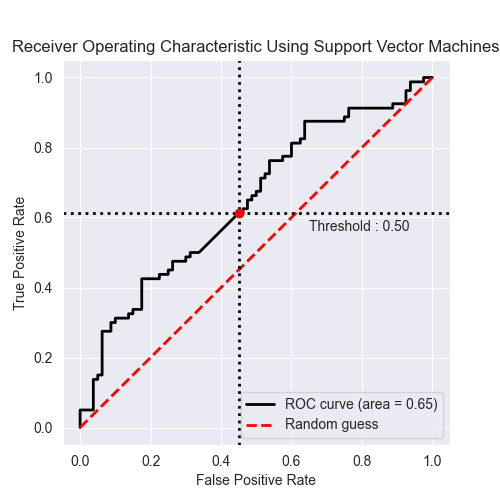 Receiver Operating Characteristic Using Support Vector Machines
1.0
0.8
0.6
0.4
0.2
0.0
True Positive Rate
Threshold : 0.50
ROC curve (area = 0.65)
Random guess
0.0 0.2 0.4 0.6 0.8 1.0
False Positive Rate